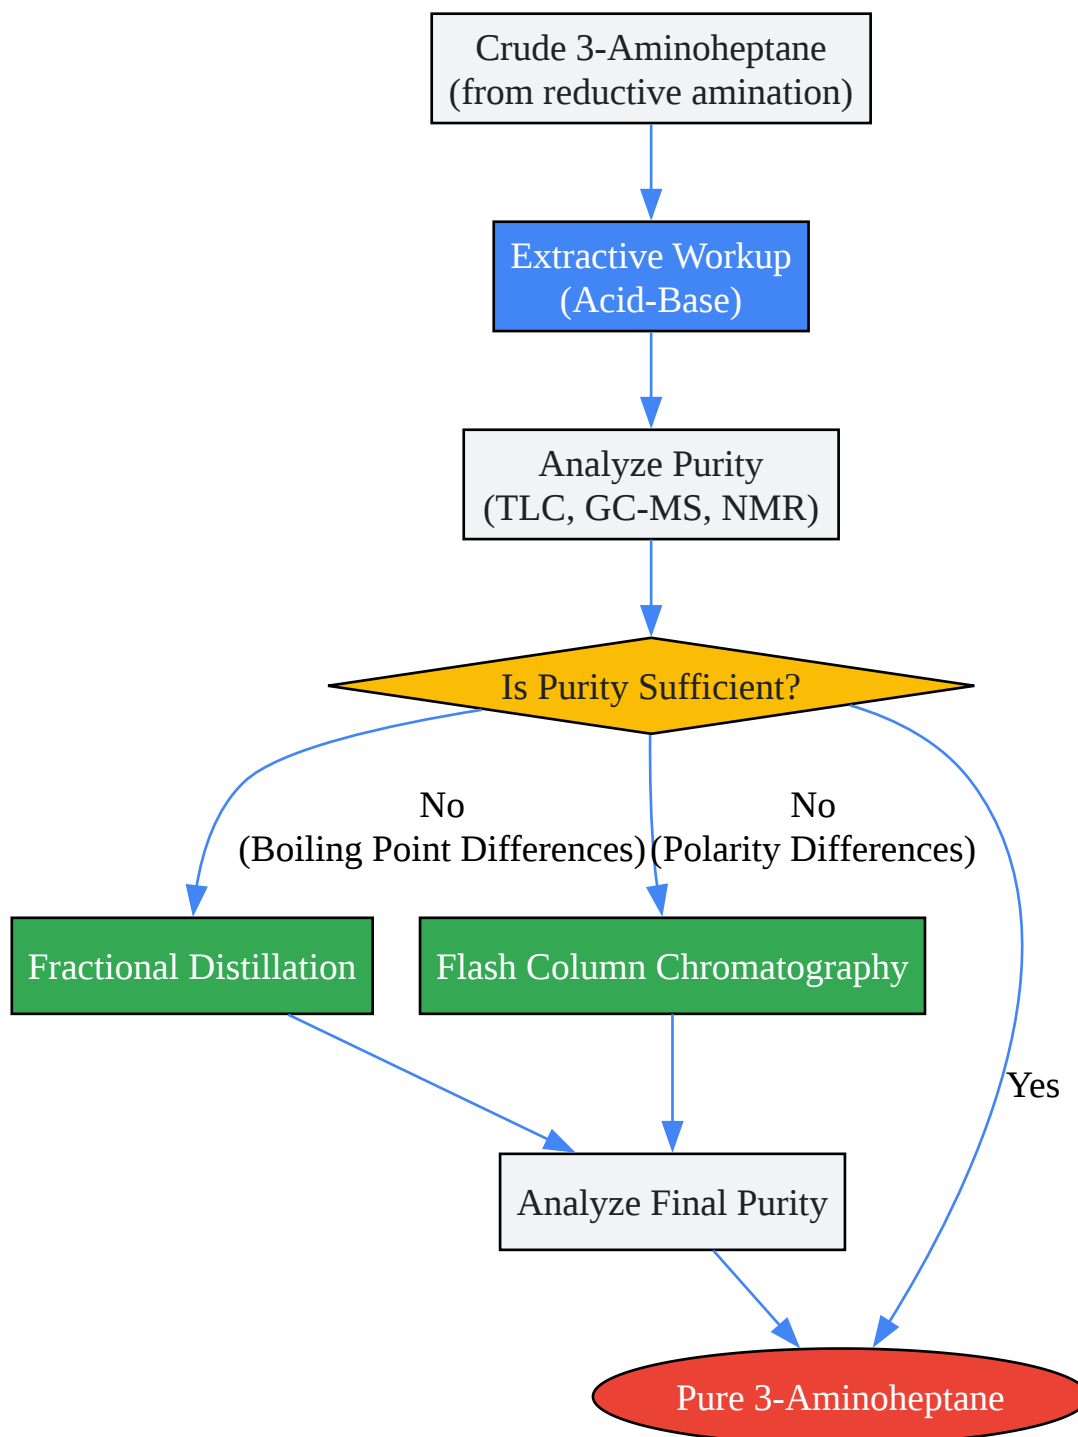 Crude 3-Aminoheptane
(from reductive amination)
Extractive Workup
(Acid-Base)
Analyze Purity
(TLC, GC-MS, NMR)
Is Purity Sufficient?
No
(Boiling Point Differences)
No
(Polarity Differences)
Fractional Distillation
Flash Column Chromatography
Yes
Analyze Final Purity
Pure 3-Aminoheptane